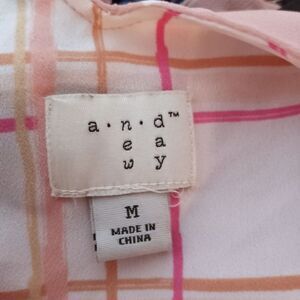 a · n · d™
e a
w y
M
MADE IN
CHINA